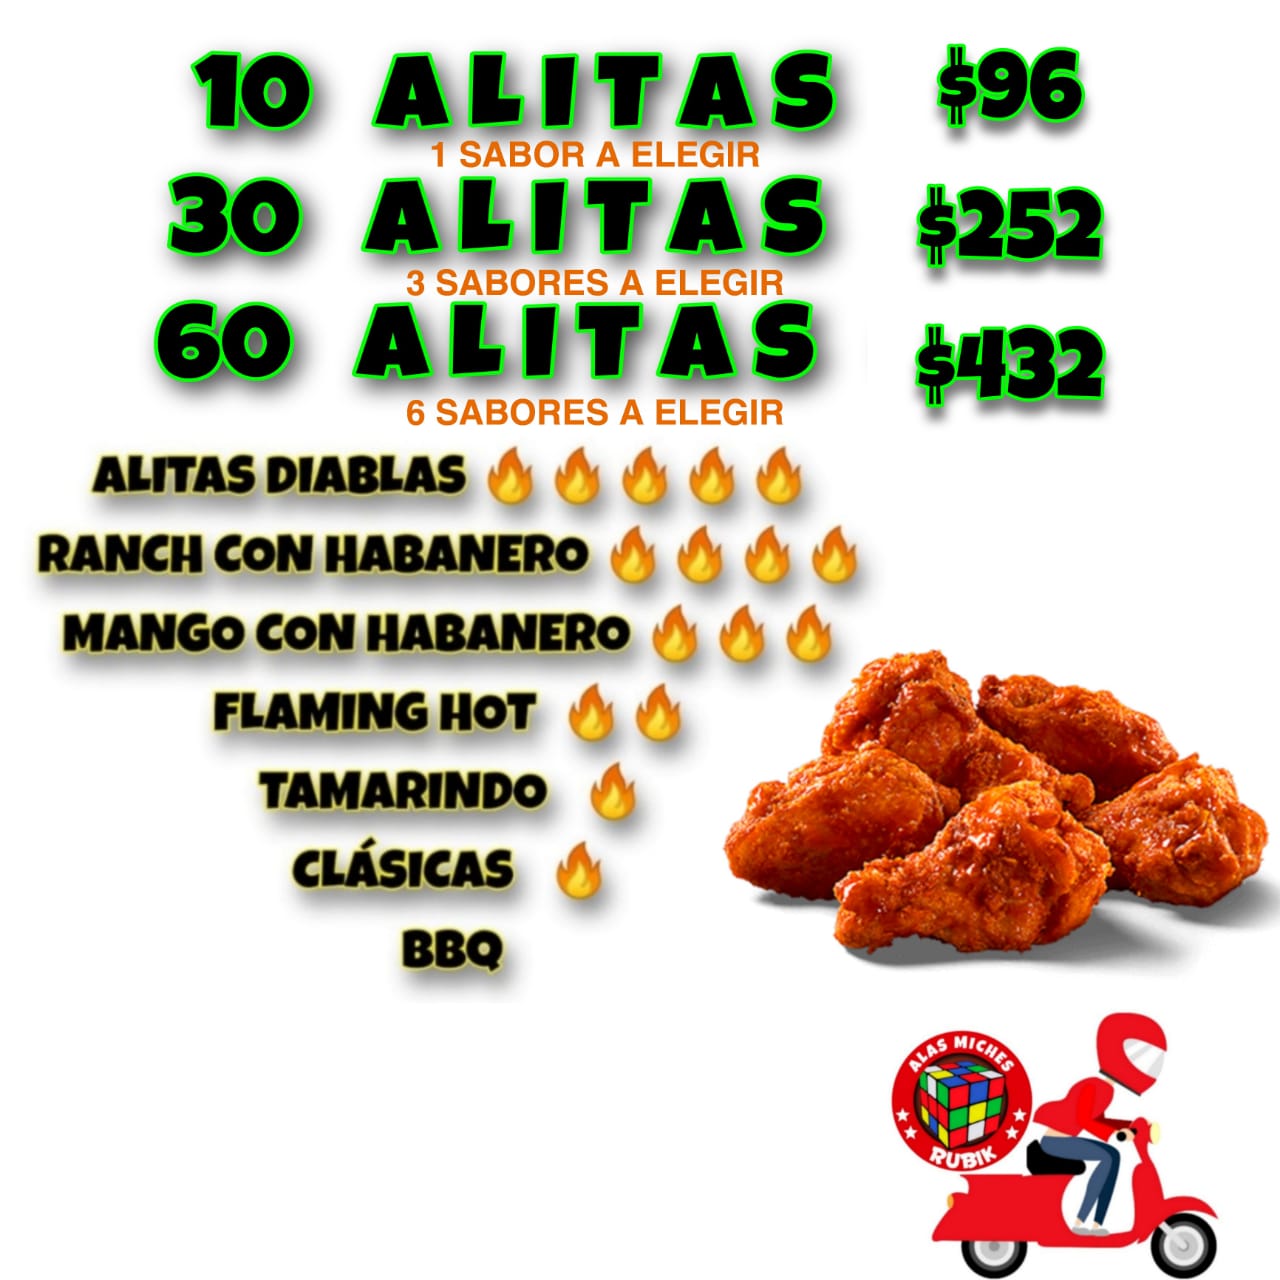 10 ALITAS $96
1 SABOR A ELEGIR
30 ALITAS $252
3 SABORES A ELEGIR
60 ALITAS $432
6 SABORES A ELEGIR
ALITAS DIABLAS 🔥🔥🔥🔥🔥
RANCH CON HABANERO 🔥🔥🔥🔥
MANGO CON HABANERO 🔥🔥🔥
FLAMING HOT 🔥🔥
TAMARINDO 🔥
CLÁSICAS 🔥
BBQ
ALAS MICHES
RUBIK